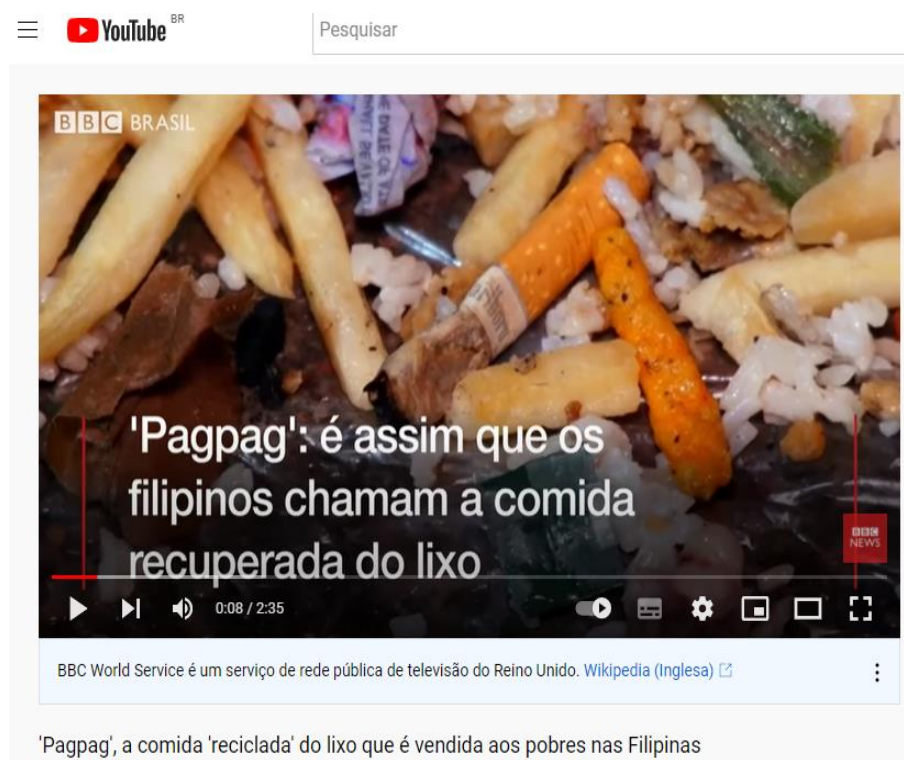 YouTube BR
Pesquisar
BBC BRASIL
'Pagpag': é assim que os
filipinos chamam a comida
recuperada do lixo
BBC
NEWS
0:08 / 2:35
BBC World Service é um serviço de rede pública de televisão do Reino Unido. Wikipedia (Inglesa)
'Pagpag', a comida 'reciclada' do lixo que é vendida aos pobres nas Filipinas